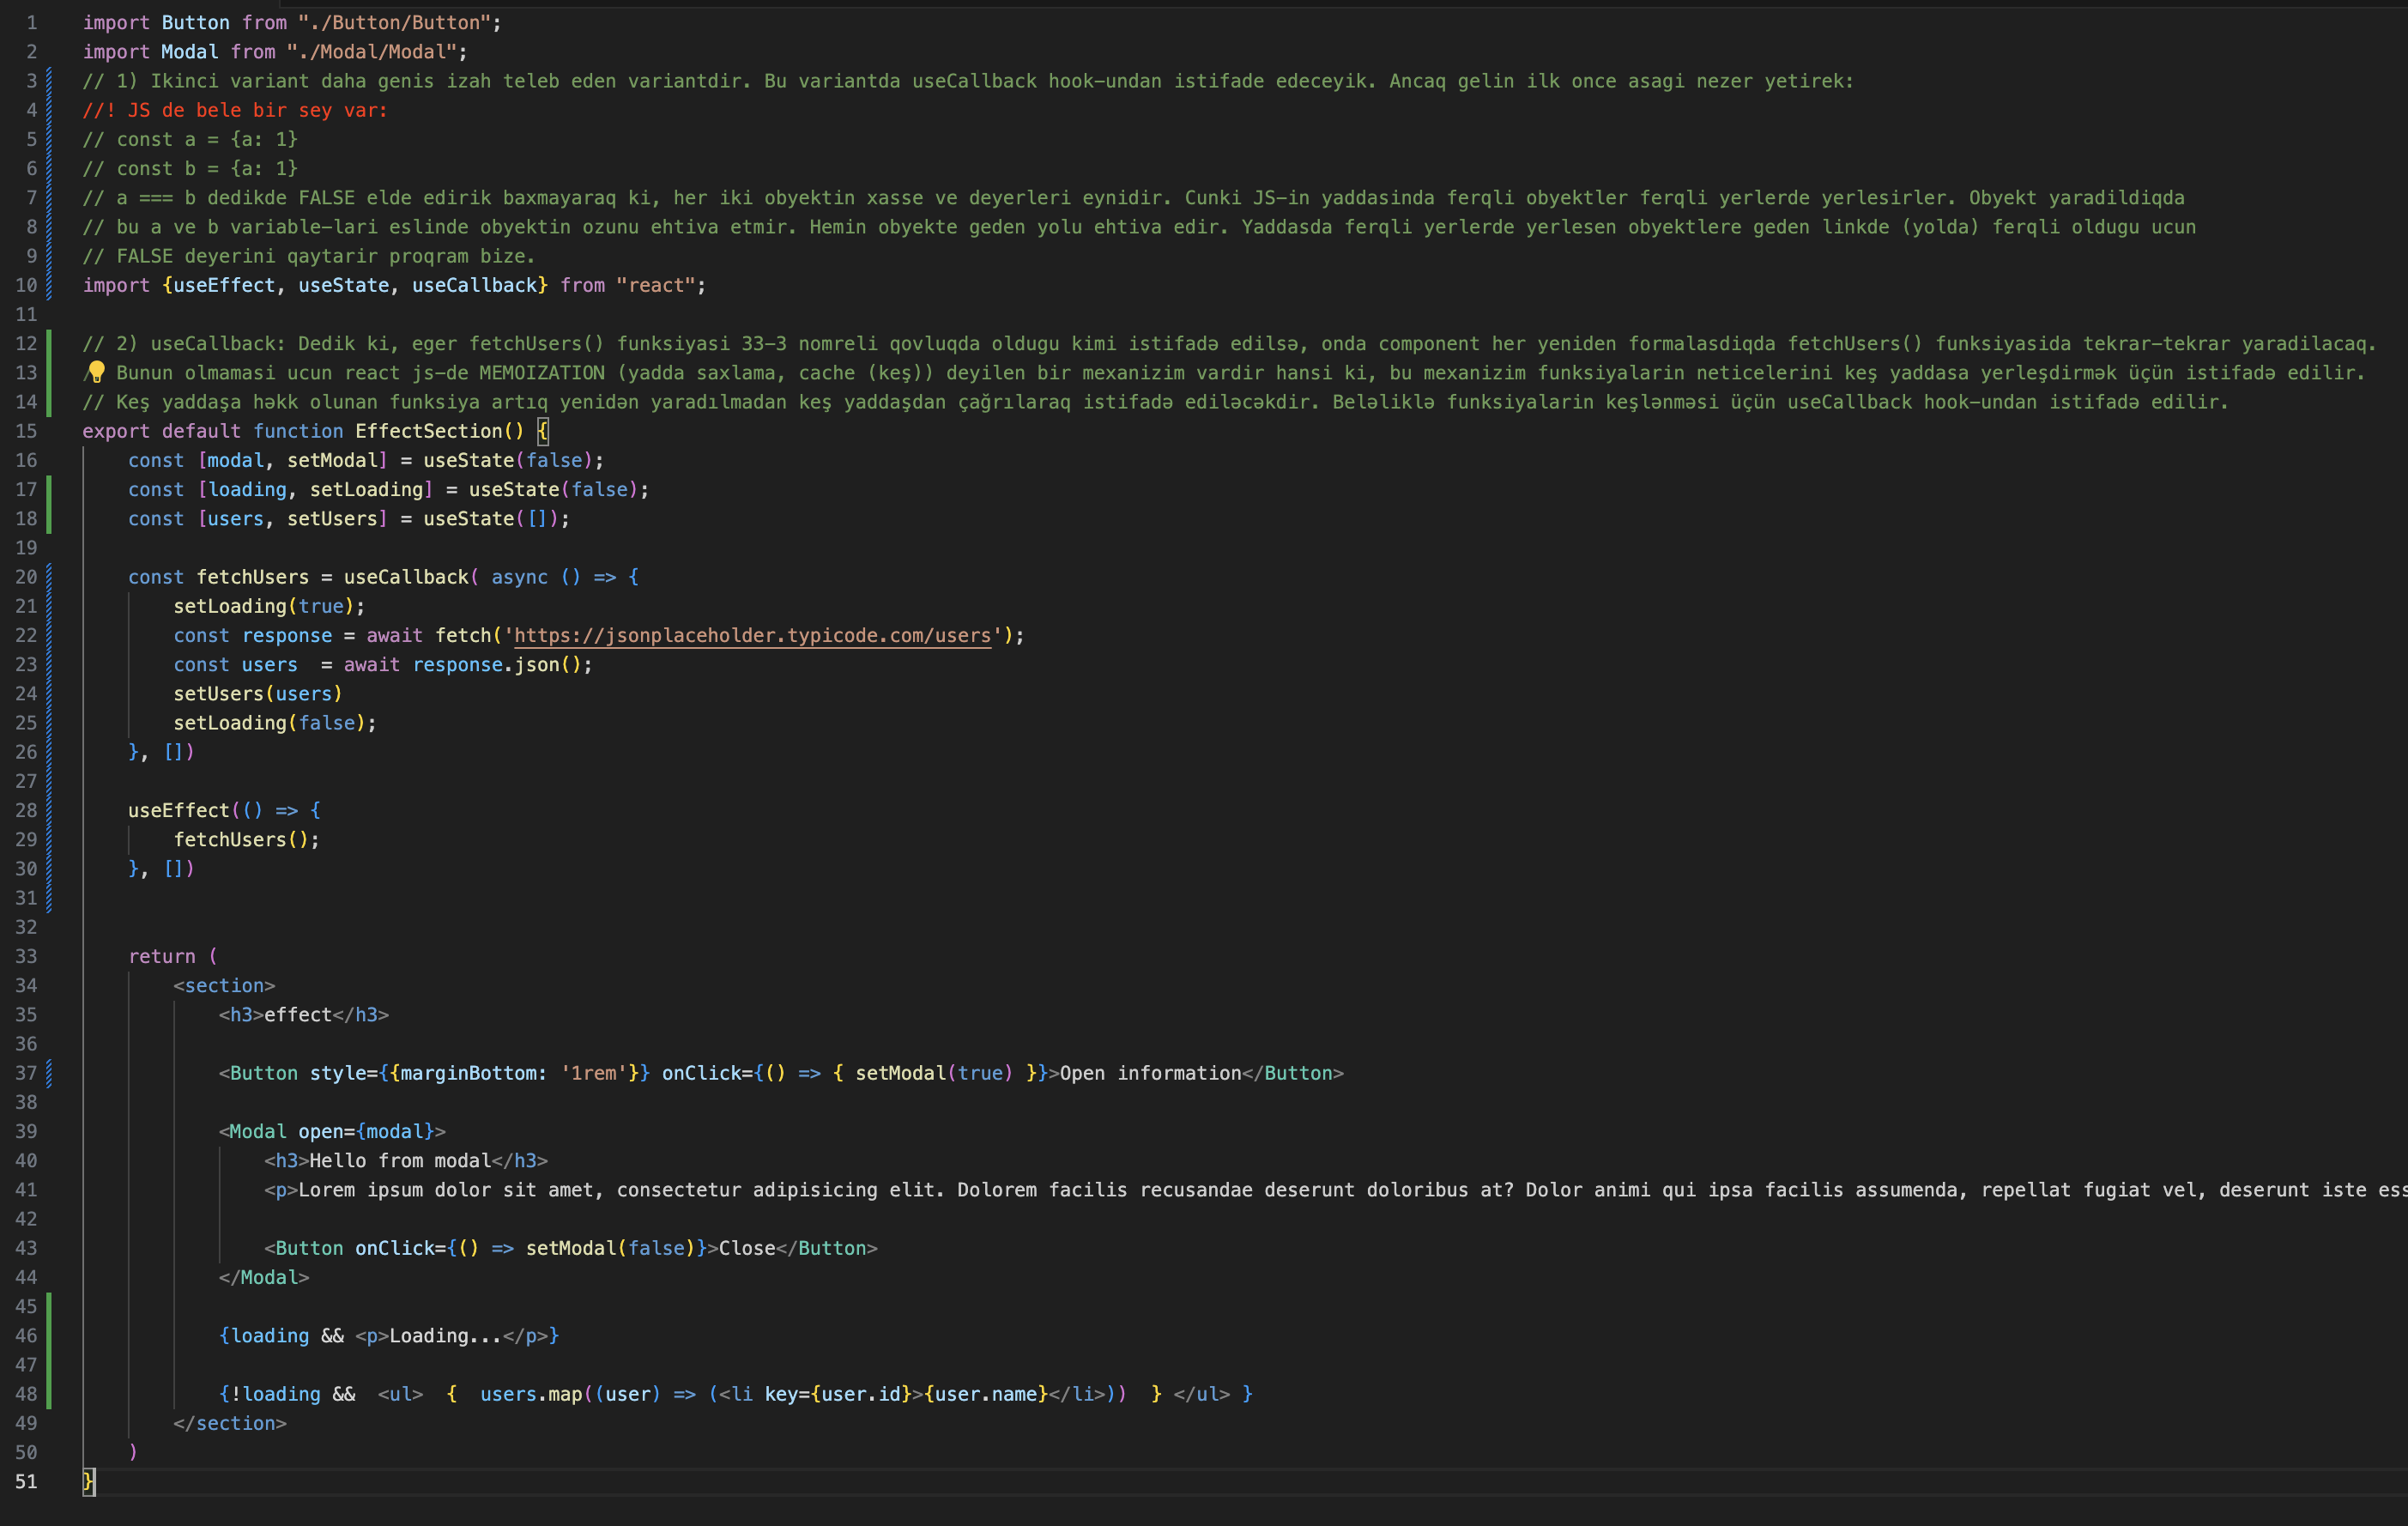 1 import Button from "./Button/Button";
2 import Modal from "./Modal/Modal";
3 // 1) Ikinci variant daha genis izah teleb eden variantdir. Bu variantda useCallback hook-undan istifade edeceyik. Ancaq gelin ilk once asagi nezer yetirek:
4 //! JS de bele bir sey var:
5 // const a = {a: 1}
6 // const b = {a: 1}
7 // a === b dedikde FALSE elde edirik baxmayaraq ki, her iki obyektin xasse ve deyerleri eynidir. Cunki JS-in yaddasinda ferqli obyektler ferqli yerlerde yerlesirler. Obyekt yaradildiqda
8 // bu a ve b variable-lari eslinde obyektin ozunu ehtiva etmir. Hemin obyekte geden yolu ehtiva edir. Yaddasda ferqli yerlerde yerlesen obyektlere geden linkde (yolda) ferqli oldugu ucun
9 // FALSE deyerini qaytarir proqram bize.
10 import {useEffect, useState, useCallback} from "react";
11
12 // 2) useCallback: Dedik ki, eger fetchUsers() funksiyasi 33-3 nomreli qovluqda oldugu kimi istifadə edilsə, onda component her yeniden formalasdiqda fetchUsers() funksiyasida tekrar-tekrar yaradilacaq.
13 / Bunun olmamasi ucun react js-de MEMOIZATION (yadda saxlama, cache (keş)) deyilen bir mexanizim vardir hansi ki, bu mexanizim funksiyalarin neticelerini keş yaddasa yerleşdirmək üçün istifadə edilir.
14 // Keş yaddaşa həkk olunan funksiya artıq yenidən yaradılmadan keş yaddaşdan çağrılaraq istifadə ediləcəkdir. Beləliklə funksiyalarin keşlənməsi üçün useCallback hook-undan istifadə edilir.
15 export default function EffectSection() {
16 const [modal, setModal] = useState(false);
17 const [loading, setLoading] = useState(false);
18 const [users, setUsers] = useState([]);
19
20 const fetchUsers = useCallback( async () => {
21 setLoading(true);
22 const response = await fetch('https://jsonplaceholder.typicode.com/users');
23 const users  = await response.json();
24 setUsers(users)
25 setLoading(false);
26 }, [])
27
28 useEffect(() => {
29 fetchUsers();
30 }, [])
31
32
33 return (
34 <section>
35 <h3>effect</h3>
36
37 <Button style={{marginBottom: '1rem'}} onClick={() => { setModal(true) }}>Open information</Button>
38
39 <Modal open={modal}>
40 <h3>Hello from modal</h3>
41 <p>Lorem ipsum dolor sit amet, consectetur adipisicing elit. Dolorem facilis recusandae deserunt doloribus at? Dolor animi qui ipsa facilis assumenda, repellat fugiat vel, deserunt iste ess
42
43 <Button onClick={() => setModal(false)}>Close</Button>
44 </Modal>
45
46 {loading && <p>Loading...</p>}
47
48 {!loading &&  <ul>  {  users.map((user) => (<li key={user.id}>{user.name}</li>))  } </ul> }
49 </section>
50 )
51 }